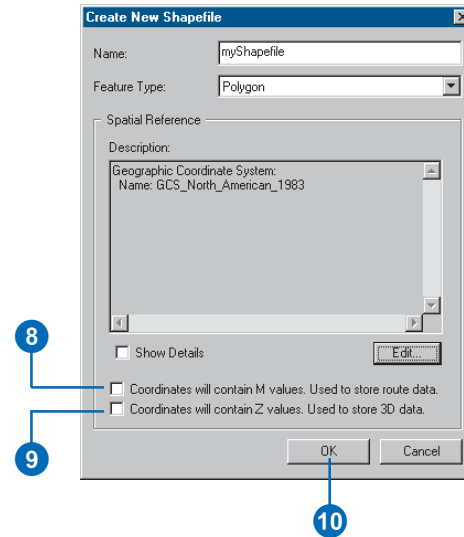 Create New Shapefile
Name:
myShapefile
Feature Type:
Polygon
Spatial Reference
Description:
Geographic Coordinate System:
Name: GCS_North_American_1983
Show Details
Edit...
8
Coordinates will contain M values. Used to store route data.
9
Coordinates will contain Z values. Used to store 3D data.
OK
Cancel
10